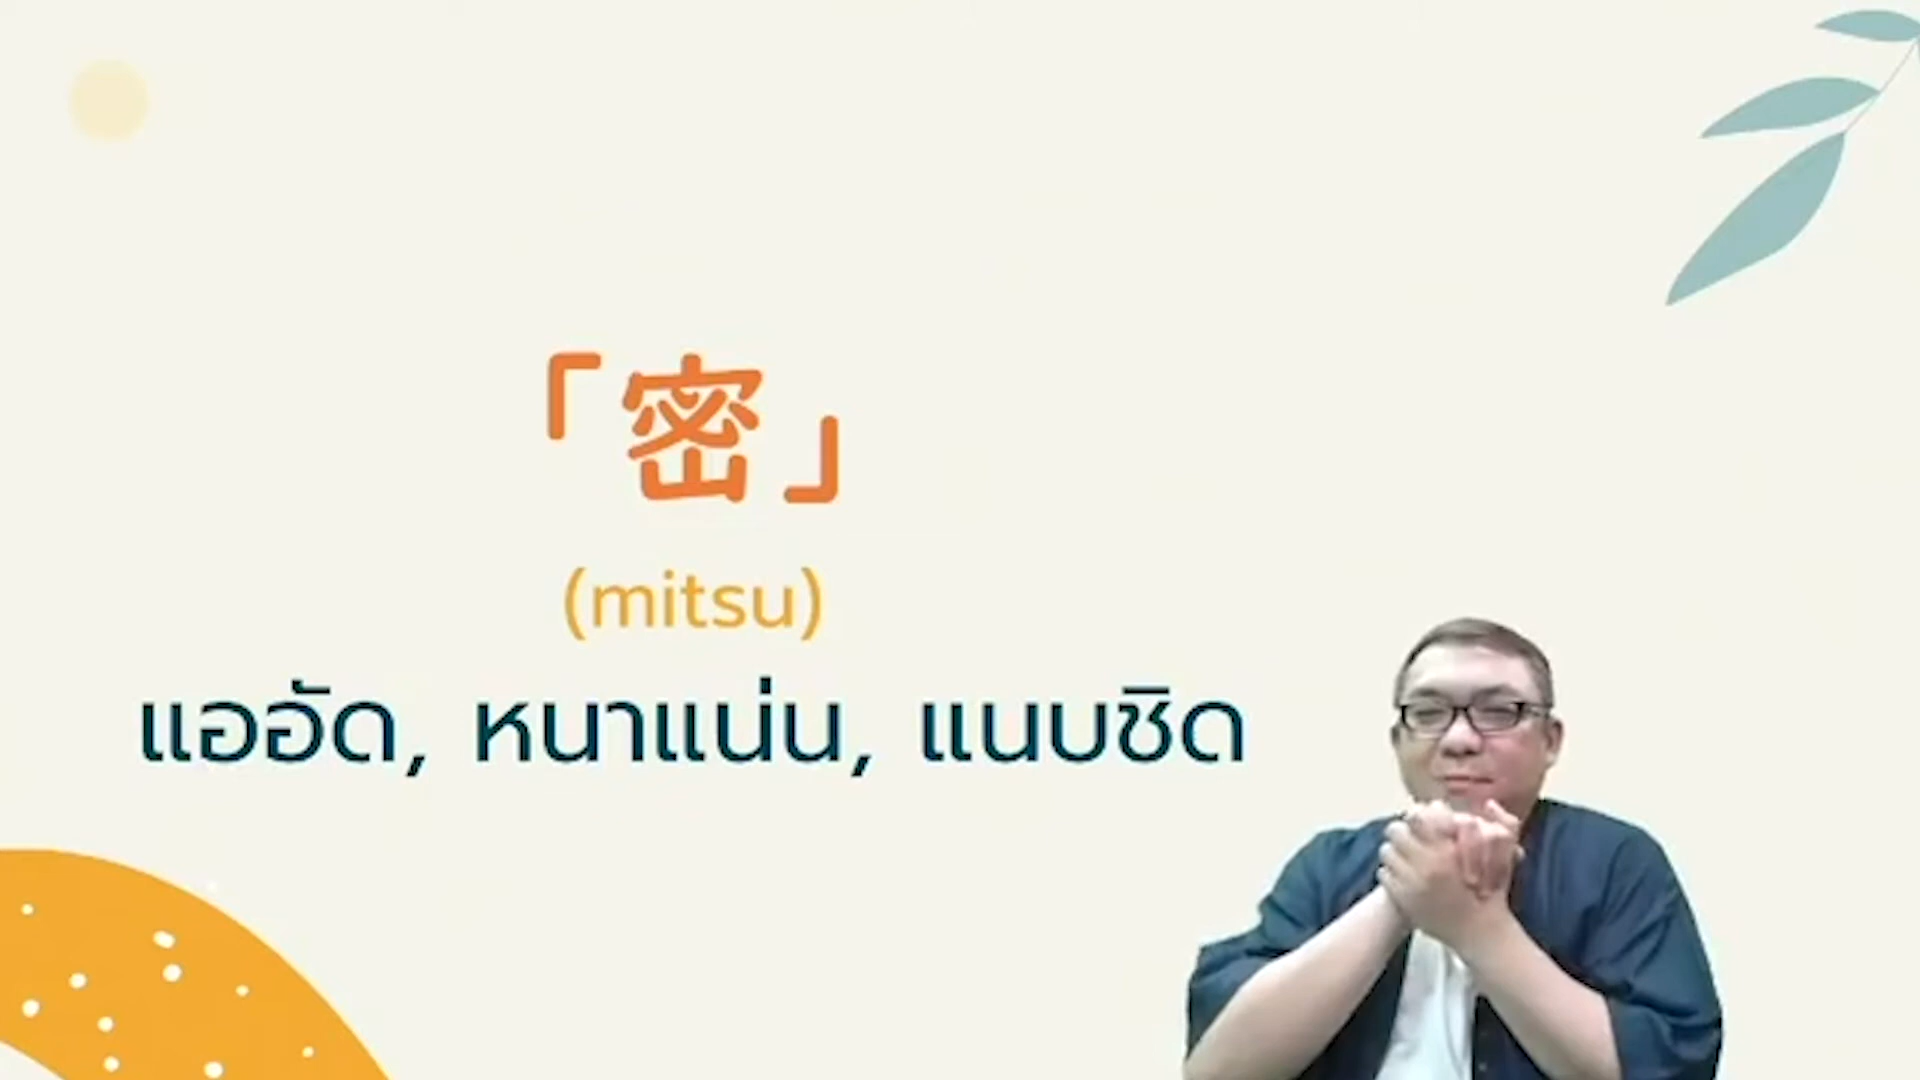 「密」
(mitsu)
แออัด, หนาแน่น, แนบชิด